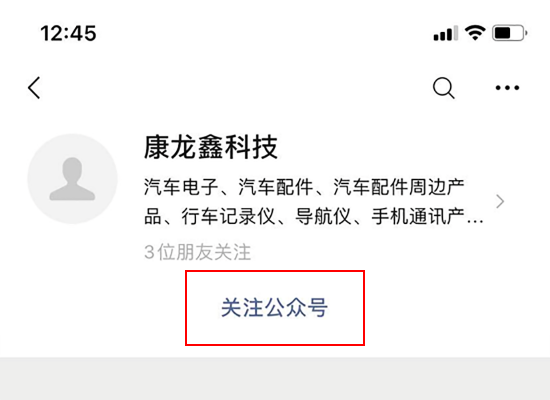 12:45
康龙鑫科技
汽车电子、汽车配件、汽车配件周边产
品、行车记录仪、导航仪、手机通讯产...
3位朋友关注
关注公众号